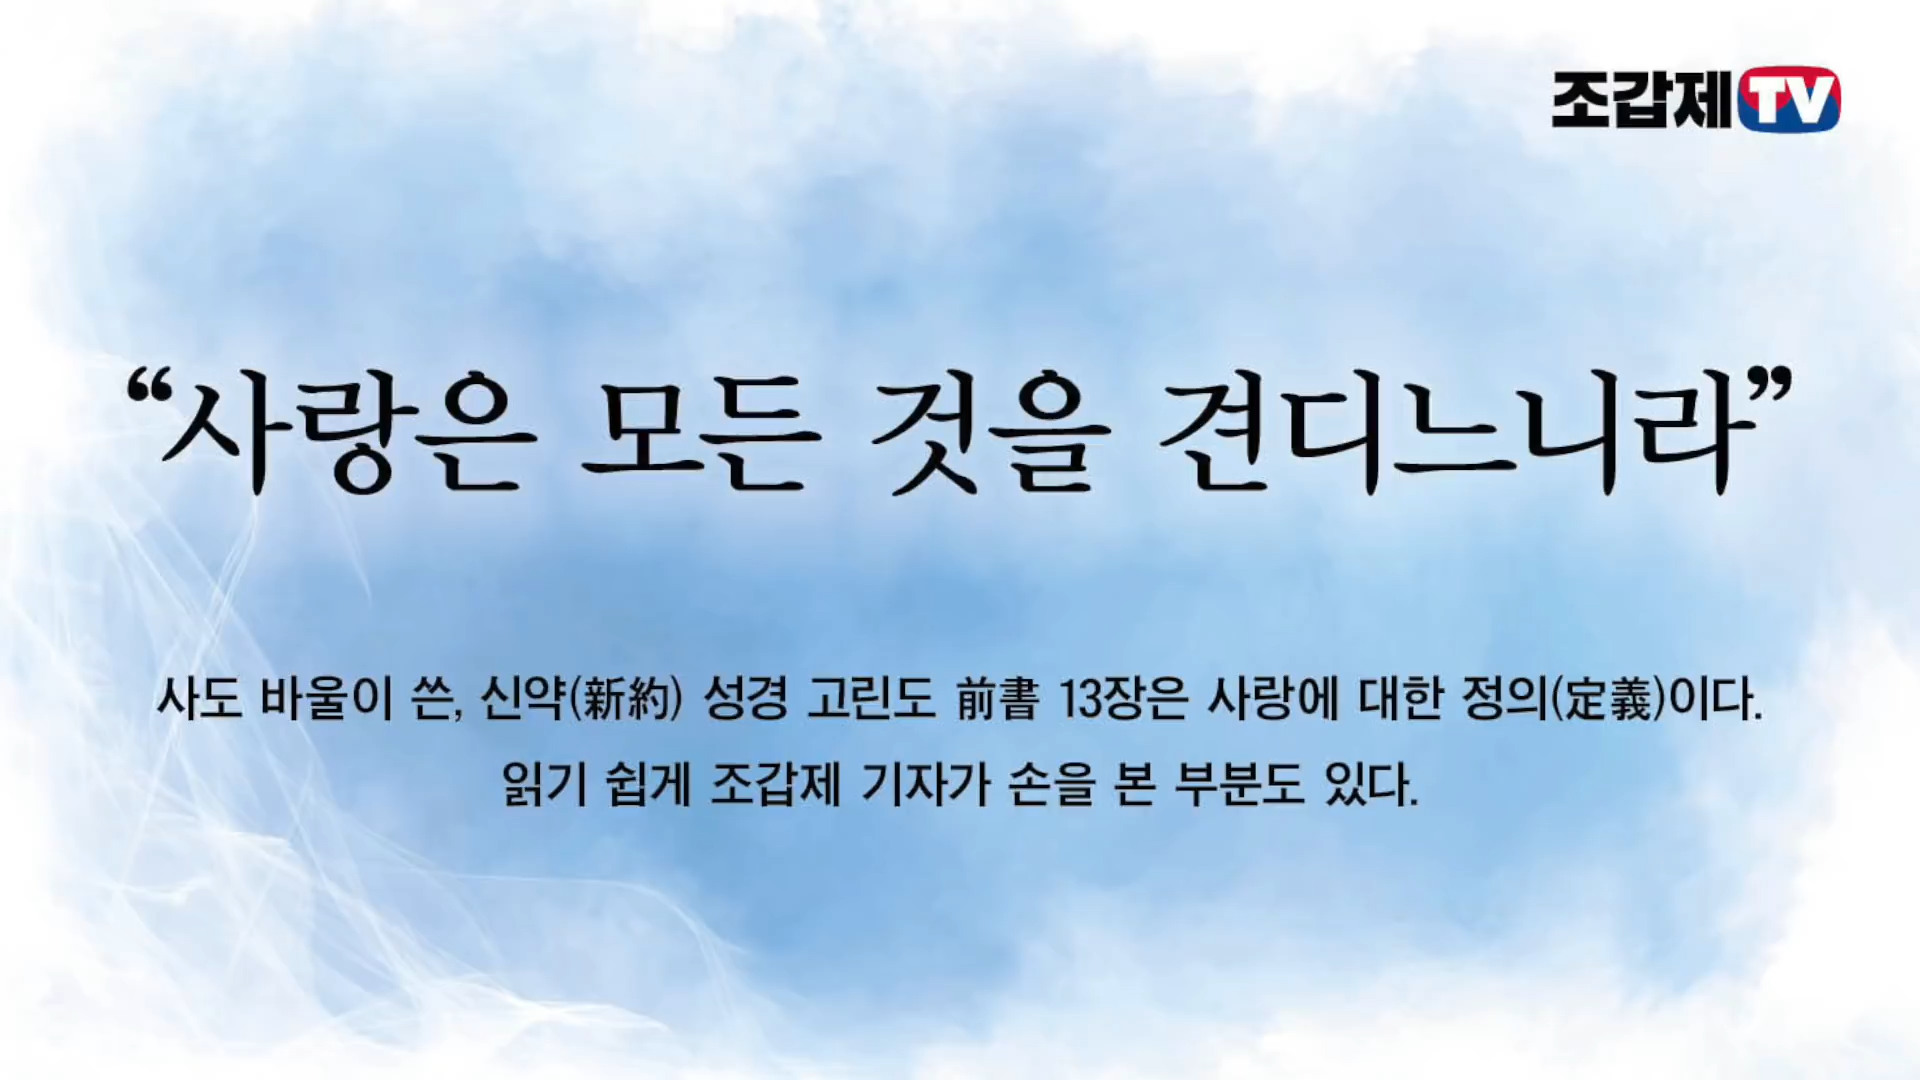 조갑제TV
“사랑은 모든 것을 견디느니라”
사도 바울이 쓴, 신약(新約) 성경 고린도 前書 13장은 사랑에 대한 정의(定義)이다.
읽기 쉽게 조갑제 기자가 손을 본 부분도 있다.